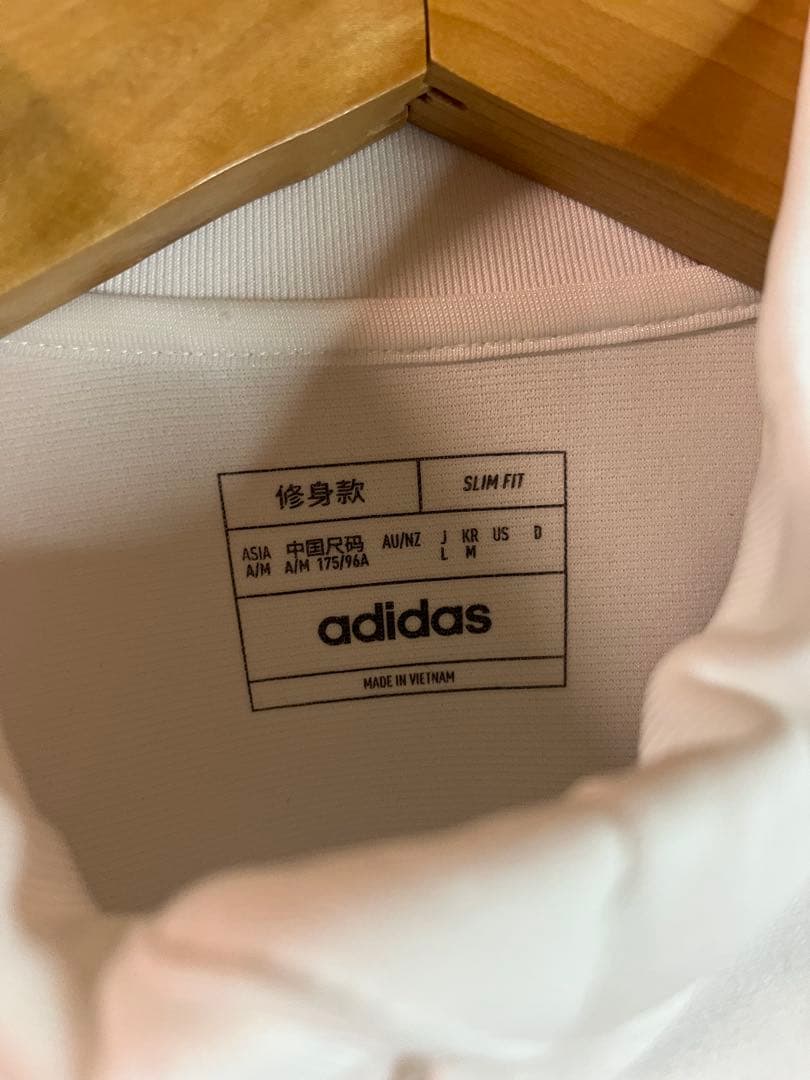 修身款 SLIM FIT
ASIA 中国尺码 AU/NZ J KR US D
A/M A/M 175/96A L M
adidas
MADE IN VIETNAM